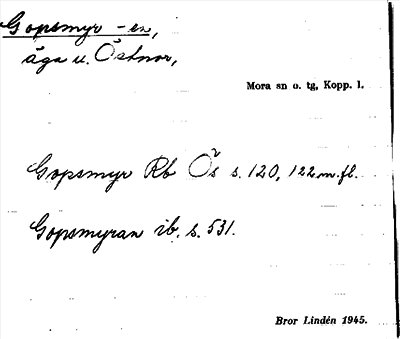 Gopsmyr -en,
äga u. Östnor,
Mora sn o. tg, Kopp. l.
Gopsmyr Rb Ös s. 120, 122 m. fl.
Gopsmyran ib. s. 531.
Bror Lindén 1945.